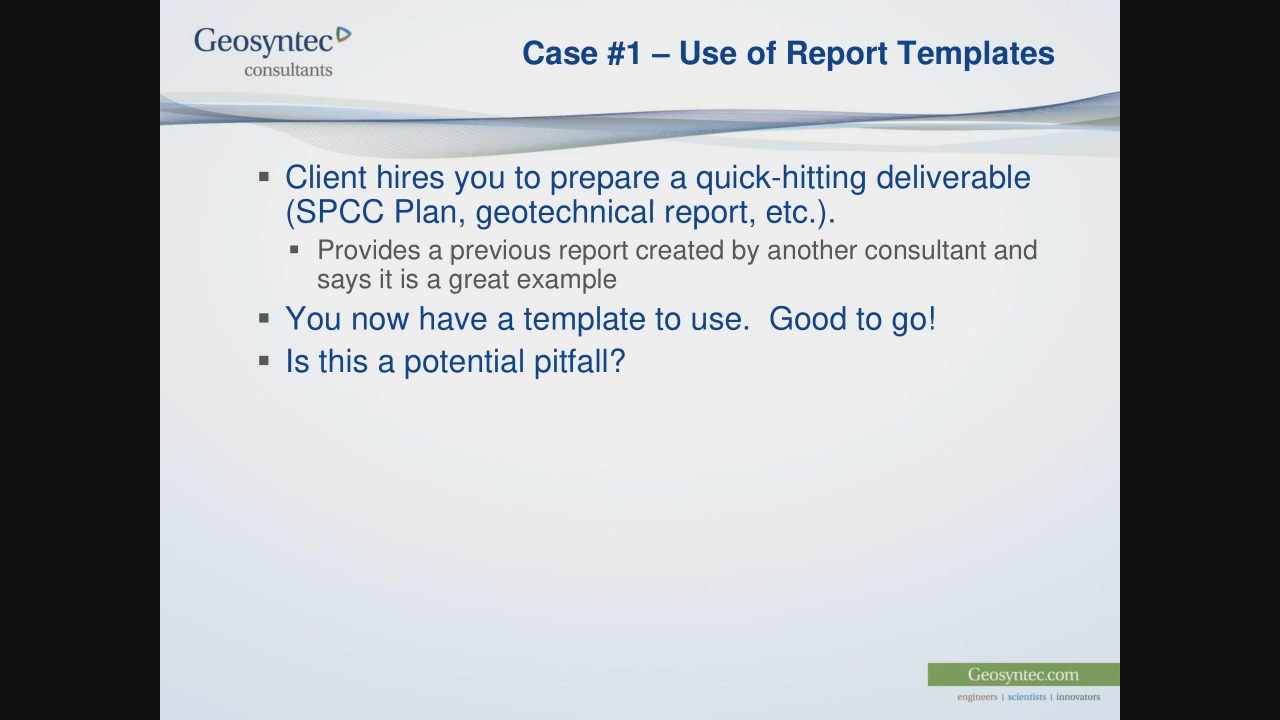 Geosyntec
consultants
Case #1 – Use of Report Templates
▪ Client hires you to prepare a quick-hitting deliverable
(SPCC Plan, geotechnical report, etc.).
▪ Provides a previous report created by another consultant and
says it is a great example
▪ You now have a template to use.  Good to go!
▪ Is this a potential pitfall?
Geosyntec.com
engineers | scientists | innovators